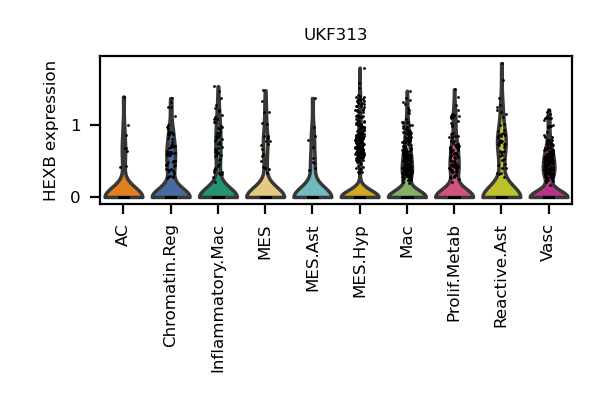 UKF313
HEXB expression
1
0
AC
Chromatin.Reg
Inflammatory.Mac
MES
MES.Ast
MES.Hyp
Mac
Prolif.Metab
Reactive.Ast
Vasc